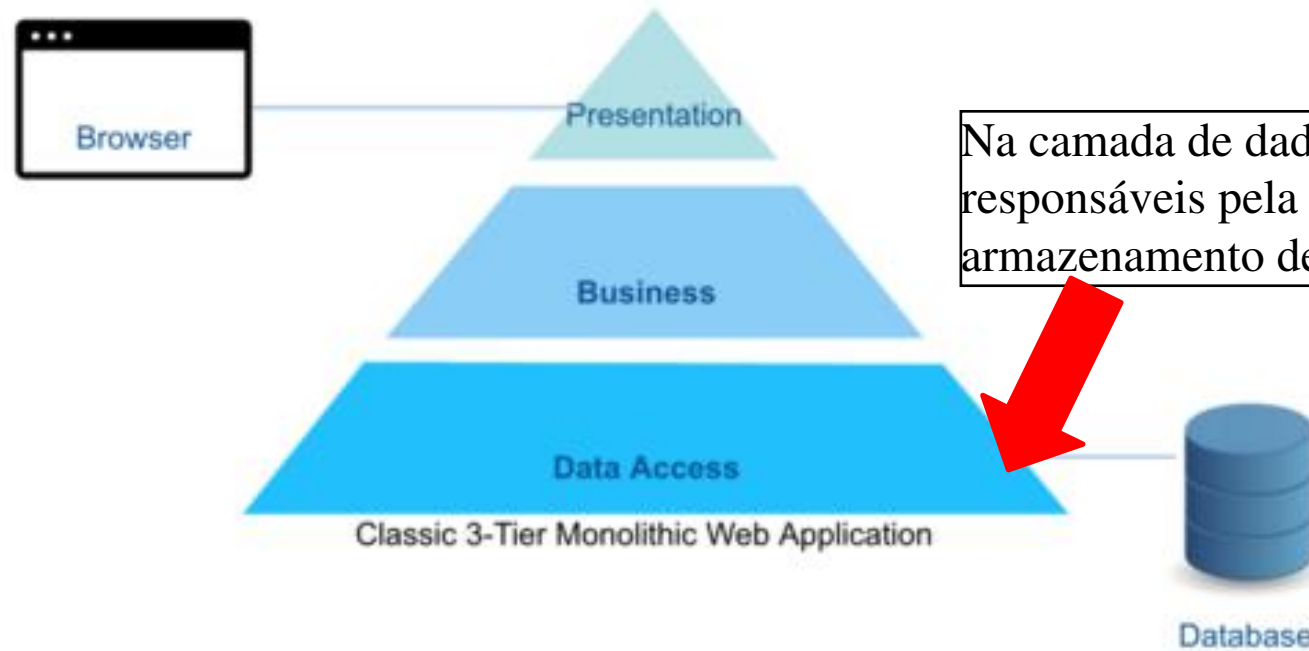 Browser
Presentation
Na camada de dad
responsáveis pela
armazenamento de
Business
Data Access
Classic 3-Tier Monolithic Web Application
Database